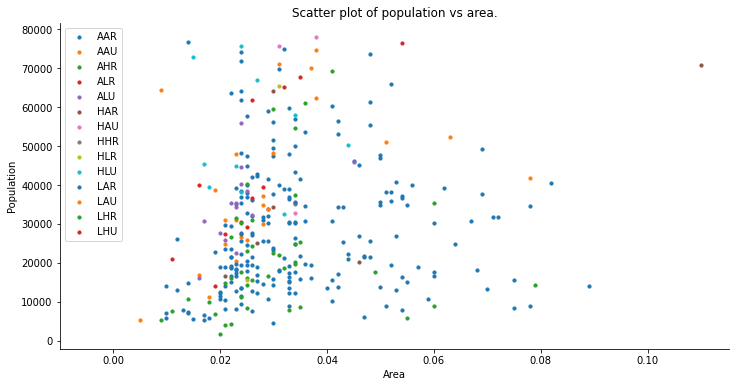 Scatter plot of population vs area.
80000
70000
60000
50000
40000
30000
20000
10000
0
Population
AAR
AAU
AHR
ALR
ALU
HAR
HAU
HHR
HLR
HLU
LAR
LAU
LHR
LHU
0.00 0.02 0.04 0.06 0.08 0.10
Area